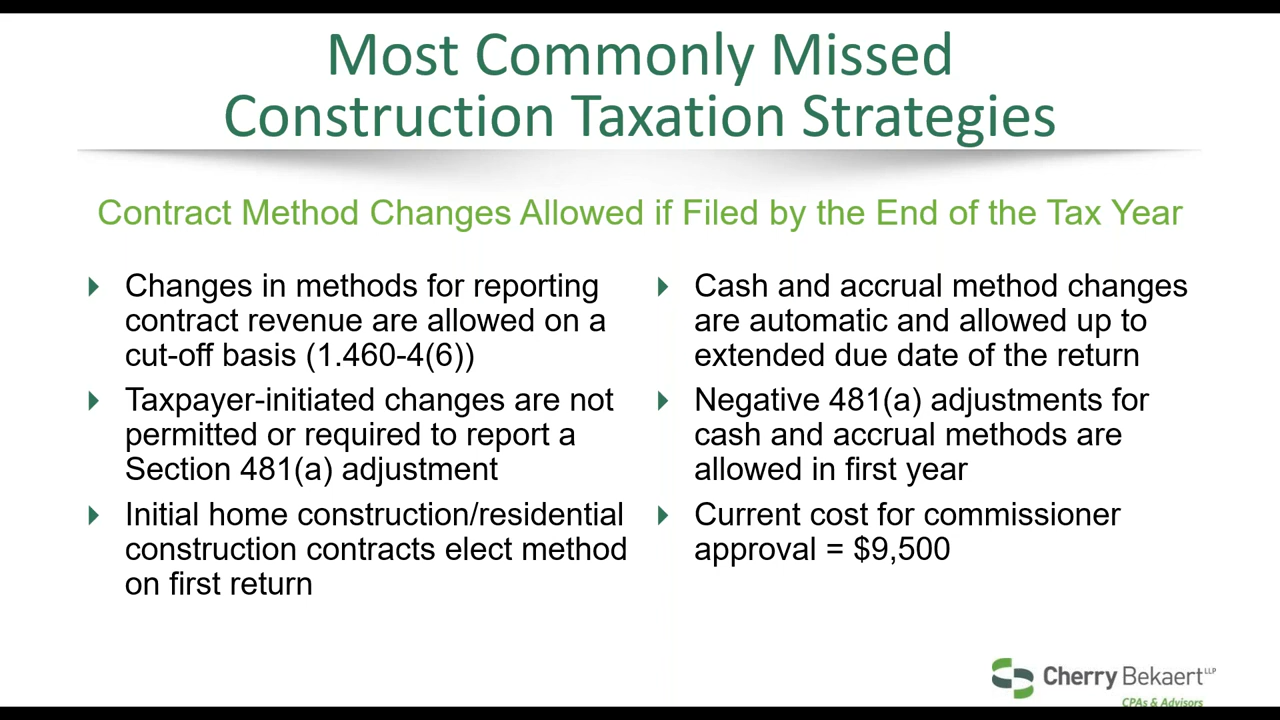 Most Commonly Missed
Construction Taxation Strategies
Contract Method Changes Allowed if Filed by the End of the Tax Year
Changes in methods for reporting
contract revenue are allowed on a
cut-off basis (1.460-4(6))
Taxpayer-initiated changes are not
permitted or required to report a
Section 481(a) adjustment
Initial home construction/residential
construction contracts elect method
on first return
Cash and accrual method changes
are automatic and allowed up to
extended due date of the return
Negative 481(a) adjustments for
cash and accrual methods are
allowed in first year
Current cost for commissioner
approval = $9,500
Cherry Bekaert LLP
CPAs & Advisors